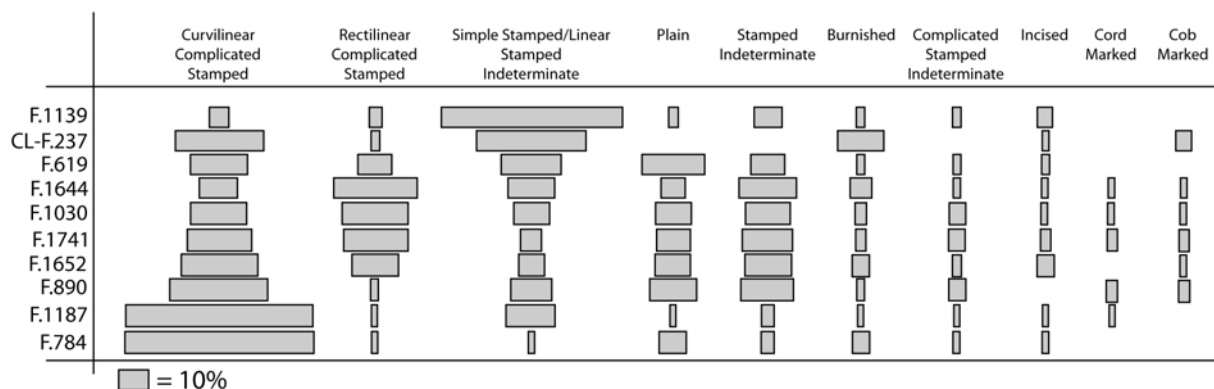 Curvilinear
Complicated
Stamped
Rectilinear
Complicated
Stamped
Simple Stamped/Linear
Stamped
Indeterminate
Plain
Stamped
Indeterminate
Burnished
Complicated
Stamped
Indeterminate
Incised
Cord
Marked
Cob
Marked
F.1139
CL-F.237
F.619
F.1644
F.1030
F.1741
F.1652
F.890
F.1187
F.784
= 10%